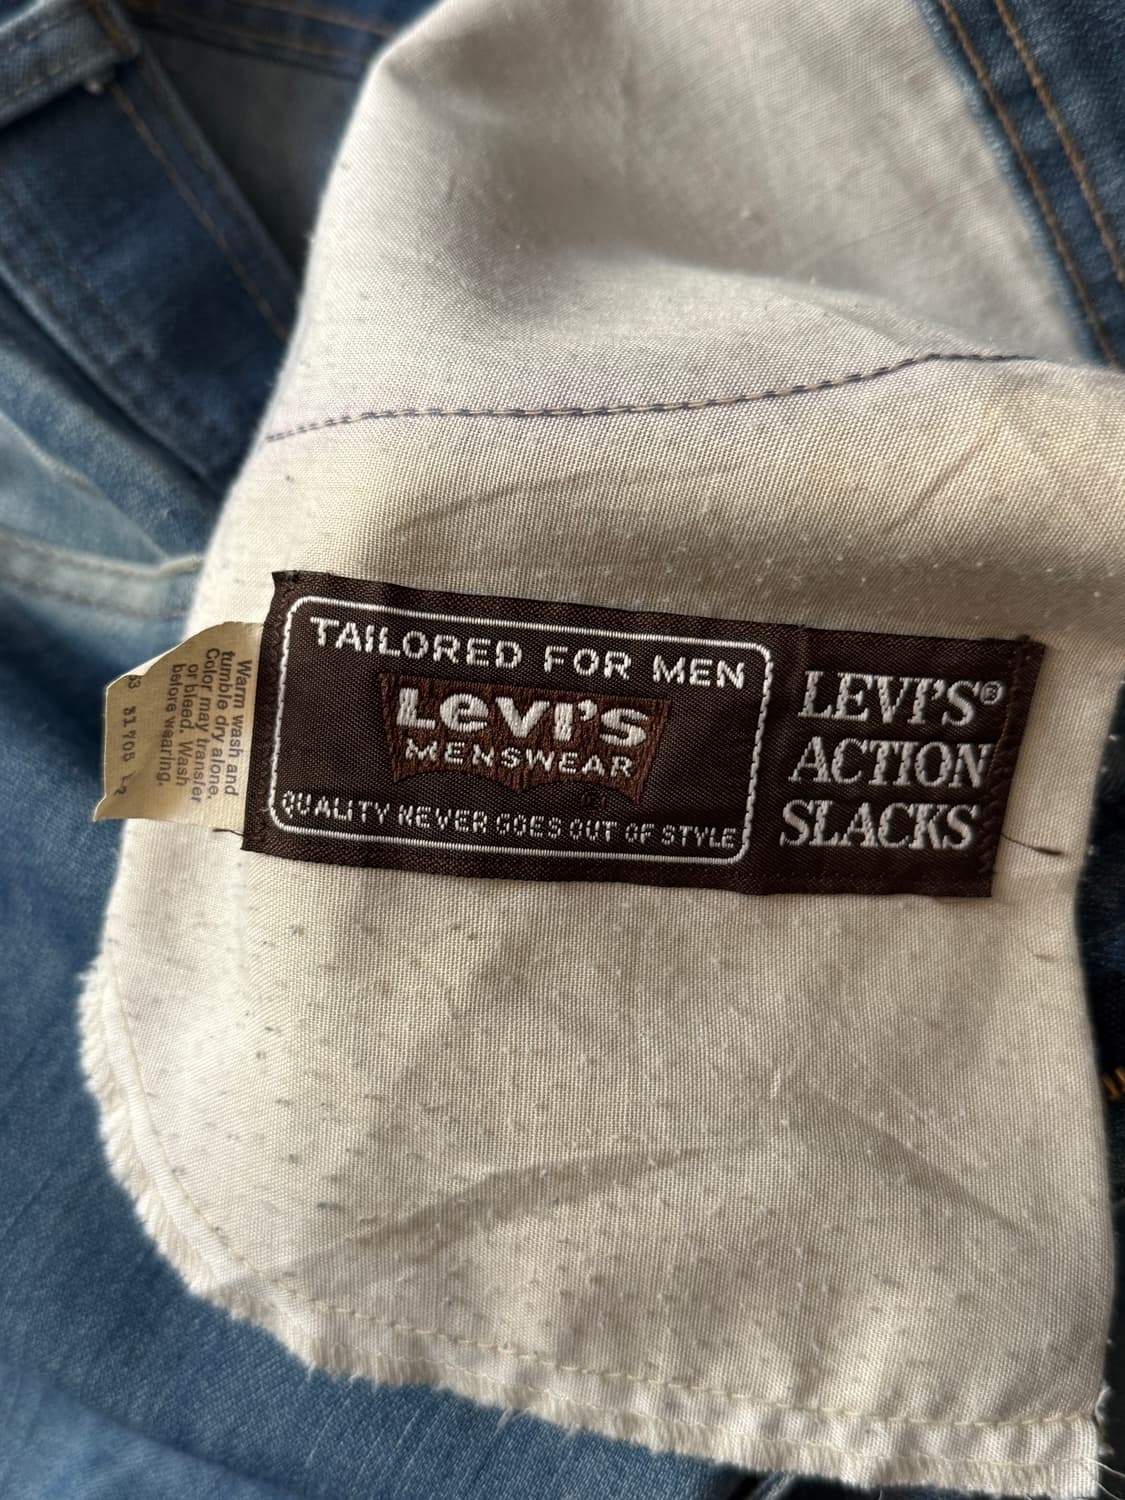 TAILORED FOR MEN
LEVI'S
MENSWEAR
QUALITY NEVER GOES OUT OF STYLE
LEVI'S®
ACTION
SLACKS
Warm wash and
tumble dry alone.
Color may transfer
or bleed. Wash
before wearing.